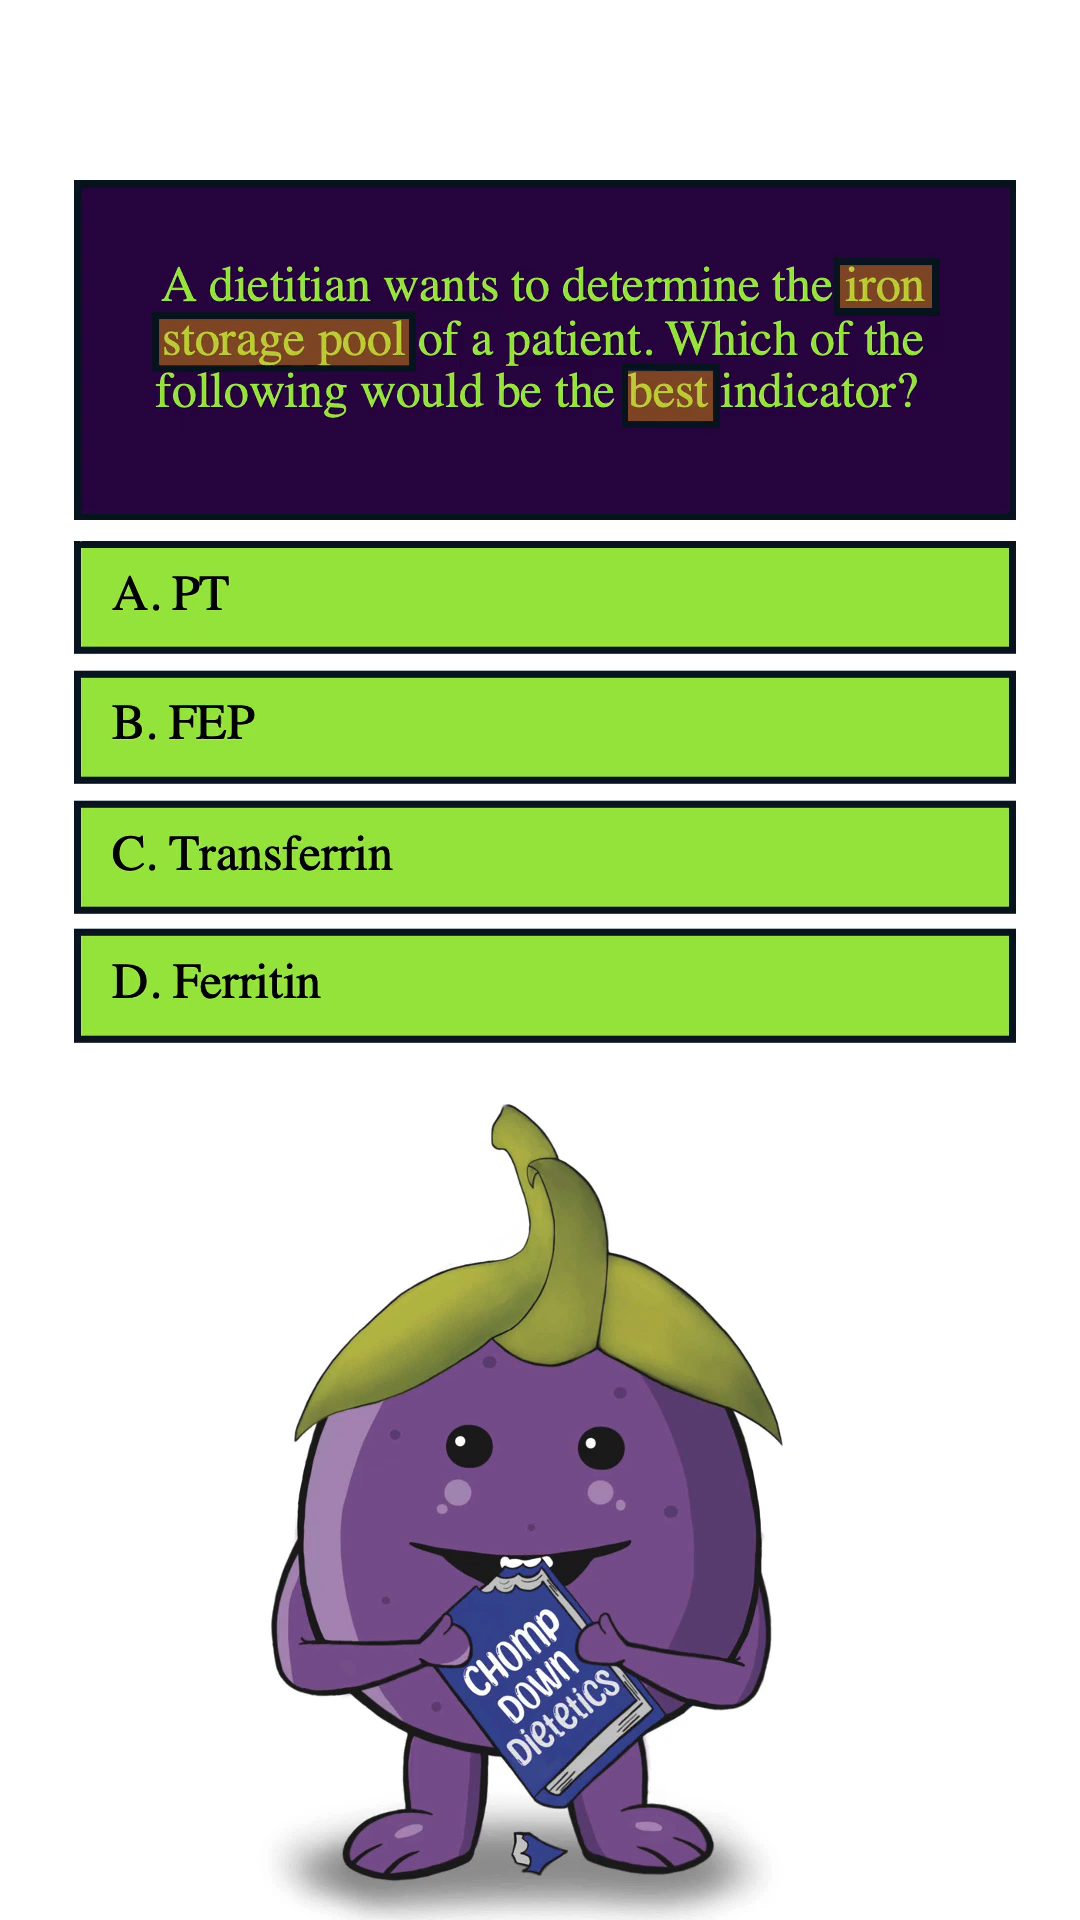 A dietitian wants to determine the iron
storage pool of a patient. Which of the
following would be the best indicator?
A. PT
B. FEP
C. Transferrin
D. Ferritin
CHOMP
DOWN
Dietetics